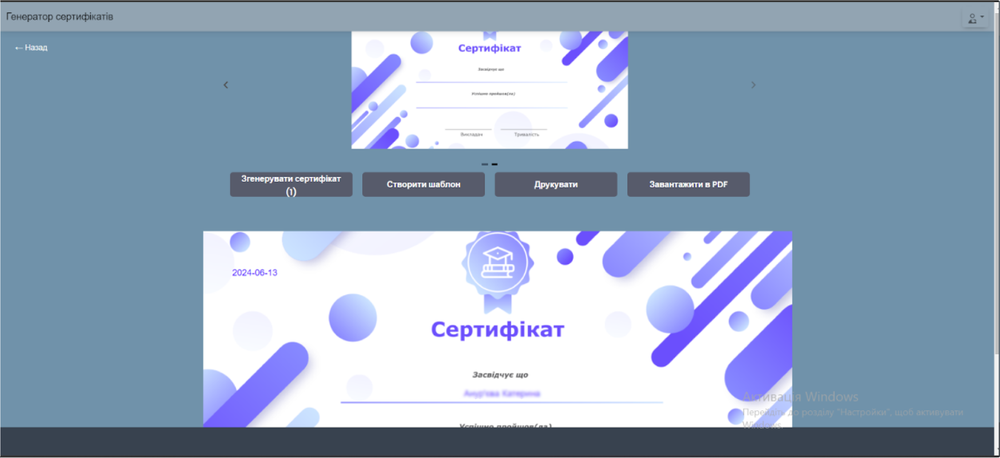 Генератор сертифікатів
← Назад
Сертифікат
Засвідчує що
Успішно пройшов(ла)
Викладач Тривалість
Згенерувати сертифікат
(1)
Створити шаблон
Друкувати
Завантажити в PDF
2024-06-13
Сертифікат
Засвідчує що
Катерина
Успішно пройшов(ла)
Активація Windows
Перейдіть до розділу "Настройки", щоб активувати
Windows.